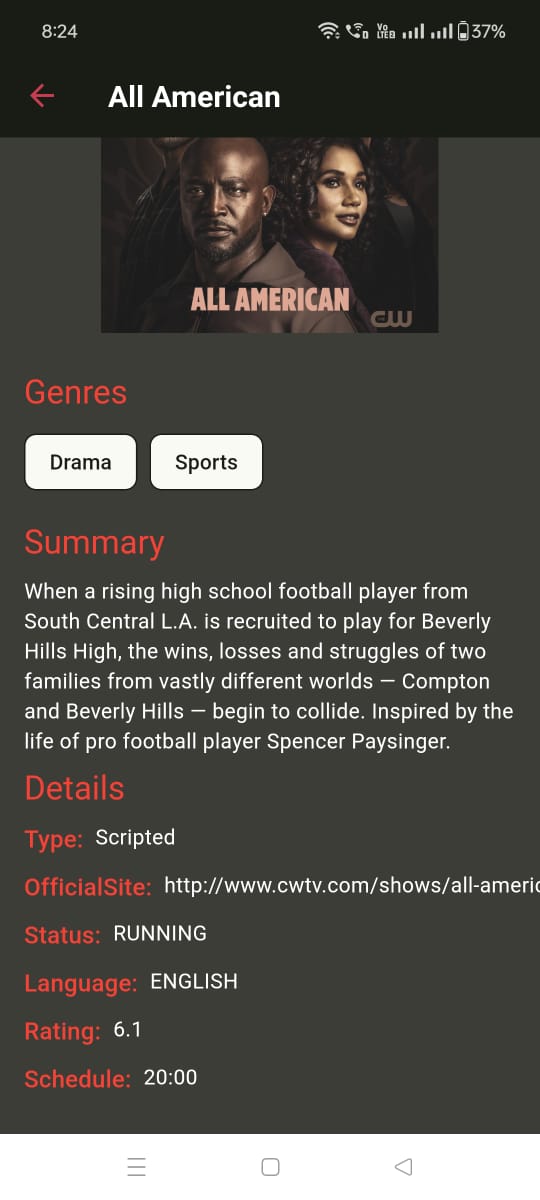 8:24
Vo
LTED
37%
All American
ALL AMERICAN
CW
Genres
Drama
Sports
Summary
When a rising high school football player from
South Central L.A. is recruited to play for Beverly
Hills High, the wins, losses and struggles of two
families from vastly different worlds — Compton
and Beverly Hills — begin to collide. Inspired by the
life of pro football player Spencer Paysinger.
Details
Type: Scripted
OfficialSite: http://www.cwtv.com/shows/all-americ
Status: RUNNING
Language: ENGLISH
Rating: 6.1
Schedule: 20:00